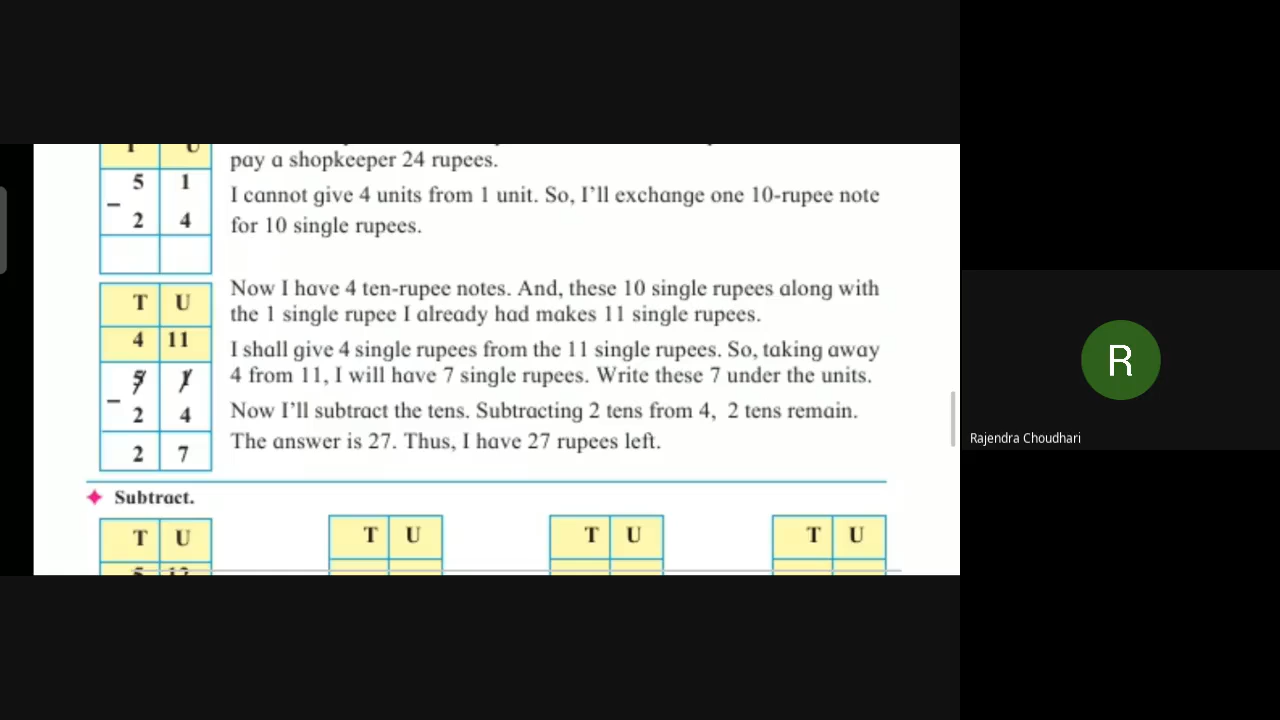 T U
pay a shopkeeper 24 rupees.
5 1
I cannot give 4 units from 1 unit. So, I'll exchange one 10-rupee note
– 2 4
for 10 single rupees.
Now I have 4 ten-rupee notes. And, these 10 single rupees along with
T U
the 1 single rupee I already had makes 11 single rupees.
4 11
I shall give 4 single rupees from the 11 single rupees. So, taking away
5 1
4 from 11, I will have 7 single rupees. Write these 7 under the units.
– 2 4
Now I'll subtract the tens. Subtracting 2 tens from 4, 2 tens remain.
2 7
The answer is 27. Thus, I have 27 rupees left.
Subtract.
T U T U T U T U
R
Rajendra Choudhari